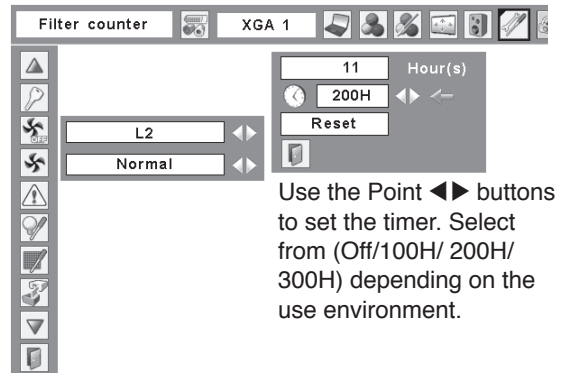 Filter counter
XGA 1
11 Hour(s)
200H
Reset
OFF
L2
Normal
Use the Point ◀▶ buttons
to set the timer. Select
from (Off/100H/ 200H/
300H) depending on the
use environment.